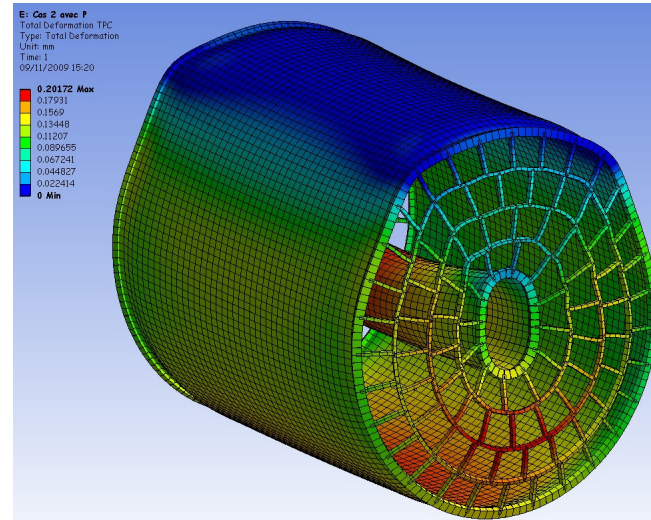 E: Cas 2 avec P
Total Deformation TPC
Type: Total Deformation
Unit: mm
Time: 1
09/11/2009 15:20
0.20172 Max
0.17931
0.1569
0.13448
0.11207
0.089655
0.067241
0.044827
0.022414
0 Min